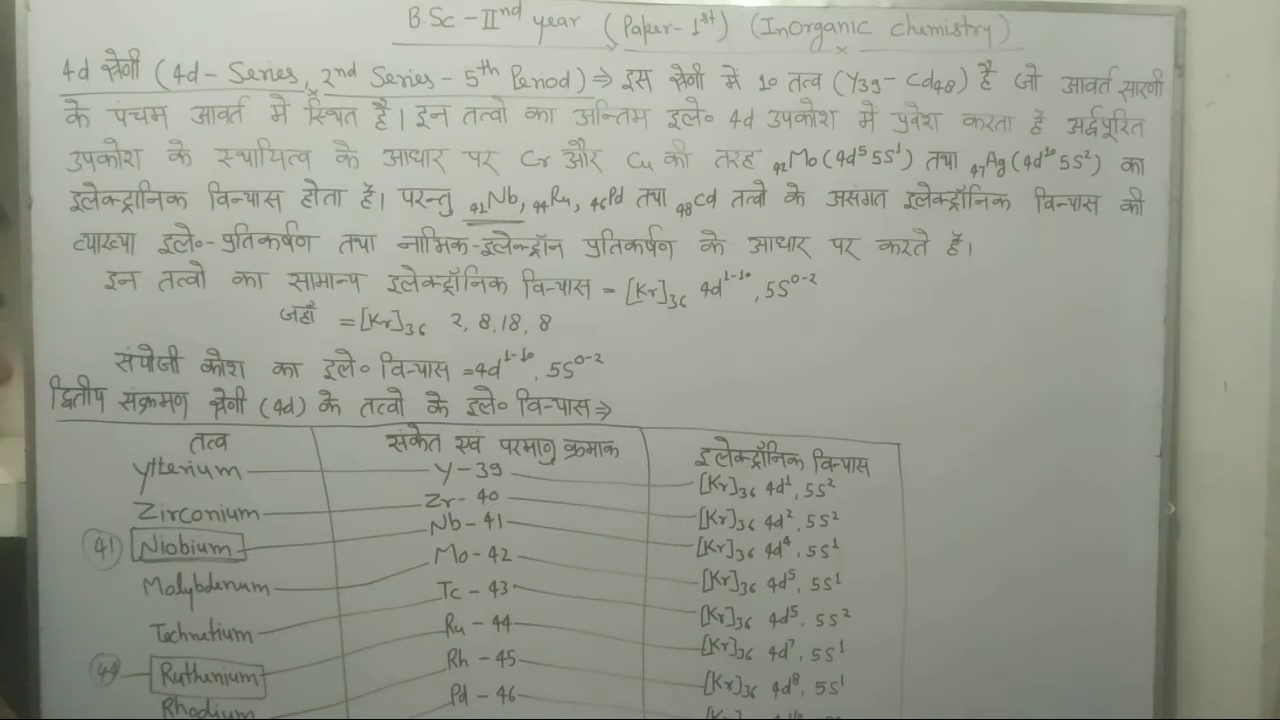 B.Sc-IInd year (Paper-1st) (Inorganic chemistry)
4d श्रेणी (4d-Series, 2nd Series-5th Period) ⇒ इस श्रेणी में 10 तत्व (Y39-Cd48) है जो आवर्त सारणी
के पंचम आवर्त में स्थित है। इन तत्वो का अन्तिम इले० 4d उपकोश में प्रवेश करता है अर्द्धपूरित
उपकोश के स्थायित्व के आधार पर Cr और Cu की तरह 42Mo (4d5 5s1) तथा 47Ag (4d10 5s2) का
इलेक्ट्रॉनिक विन्यास होता है। परन्तु 41Nb, 44Ru, 46Pd तथा 48Cd तत्वो के असंगत इलेक्ट्रॉनिक विन्यास की
व्याख्या इले०-प्रतिकर्षण तथा नाभिक-इलेक्ट्रॉन प्रतिकर्षण के आधार पर करते हैं।
इन तत्वो का सामान्य इलेक्ट्रॉनिक विन्यास = [Kr]36 4d1-10, 5s0-2
जहाँ = [Kr]36 2, 8, 18, 8
संयोजी कोश का इले० विन्यास = 4d1-10, 5s0-2
द्वितीय संक्रमण श्रेणी (4d) के तत्वो के इले० विन्यास ⇒
तत्व संकेत एवं परमाणु क्रमांक इलेक्ट्रॉनिक विन्यास
Ytterium Y-39 [Kr]36 4d1, 5s2
Zirconium Zr-40 [Kr]36 4d2, 5s2
41 Niobium Nb-41 [Kr]36 4d4, 5s1
Molybdenum Mo-42 [Kr]36 4d5, 5s1
Technetium Tc-43 [Kr]36 4d5, 5s2
44 Ruthenium Ru-44 [Kr]36 4d7, 5s1
Rhodium Rh-45 [Kr]36 4d8, 5s1
Pd-46